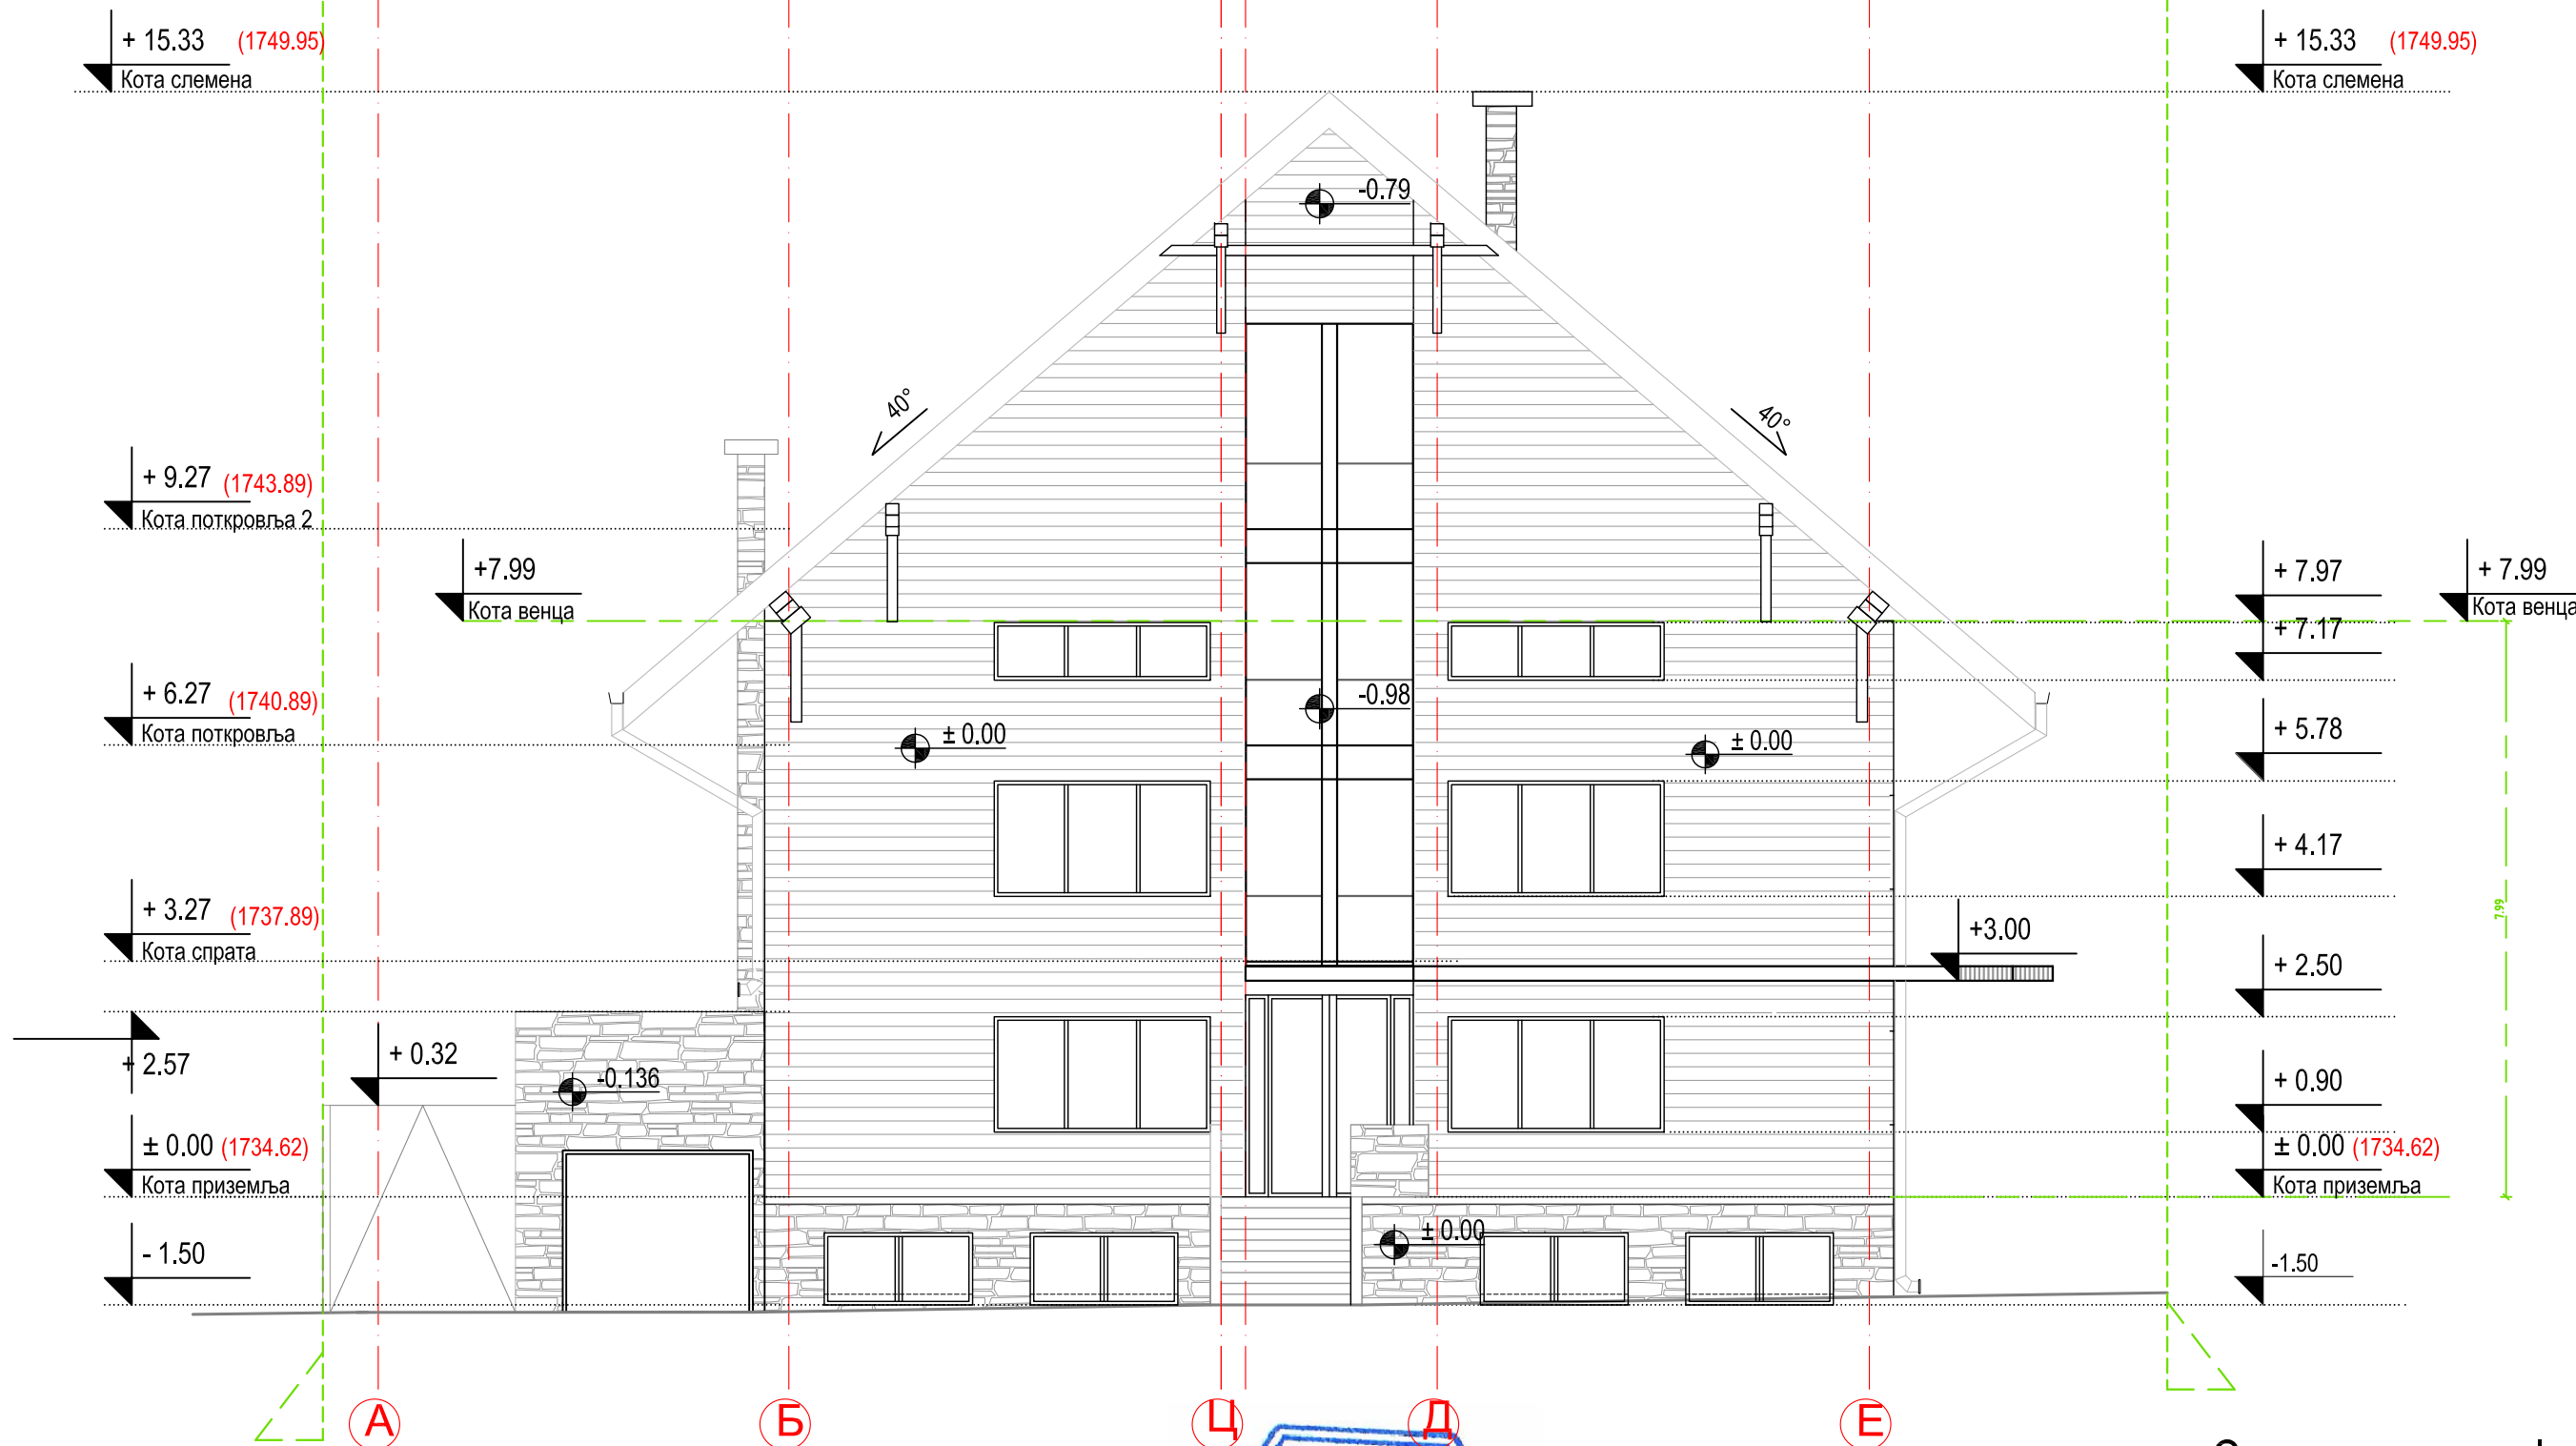 + 15.33 (1749.95)
Кота слемена
+ 15.33 (1749.95)
Кота слемена
-0.79
40°
40°
+ 9.27 (1743.89)
Кота поткровља 2
+7.99
Кота венца
+ 7.97
+ 7.99
Кота венца
+ 7.17
+ 6.27 (1740.89)
Кота поткровља
-0.98
± 0.00
± 0.00
+ 5.78
+ 4.17
+ 3.27 (1737.89)
Кота спрата
7.99
+3.00
+ 2.50
+ 2.57
+ 0.32
-0.136
+ 0.90
± 0.00 (1734.62)
Кота приземља
± 0.00 (1734.62)
Кота приземља
± 0.00
- 1.50
-1.50
А
Б
Ц
Д
Е